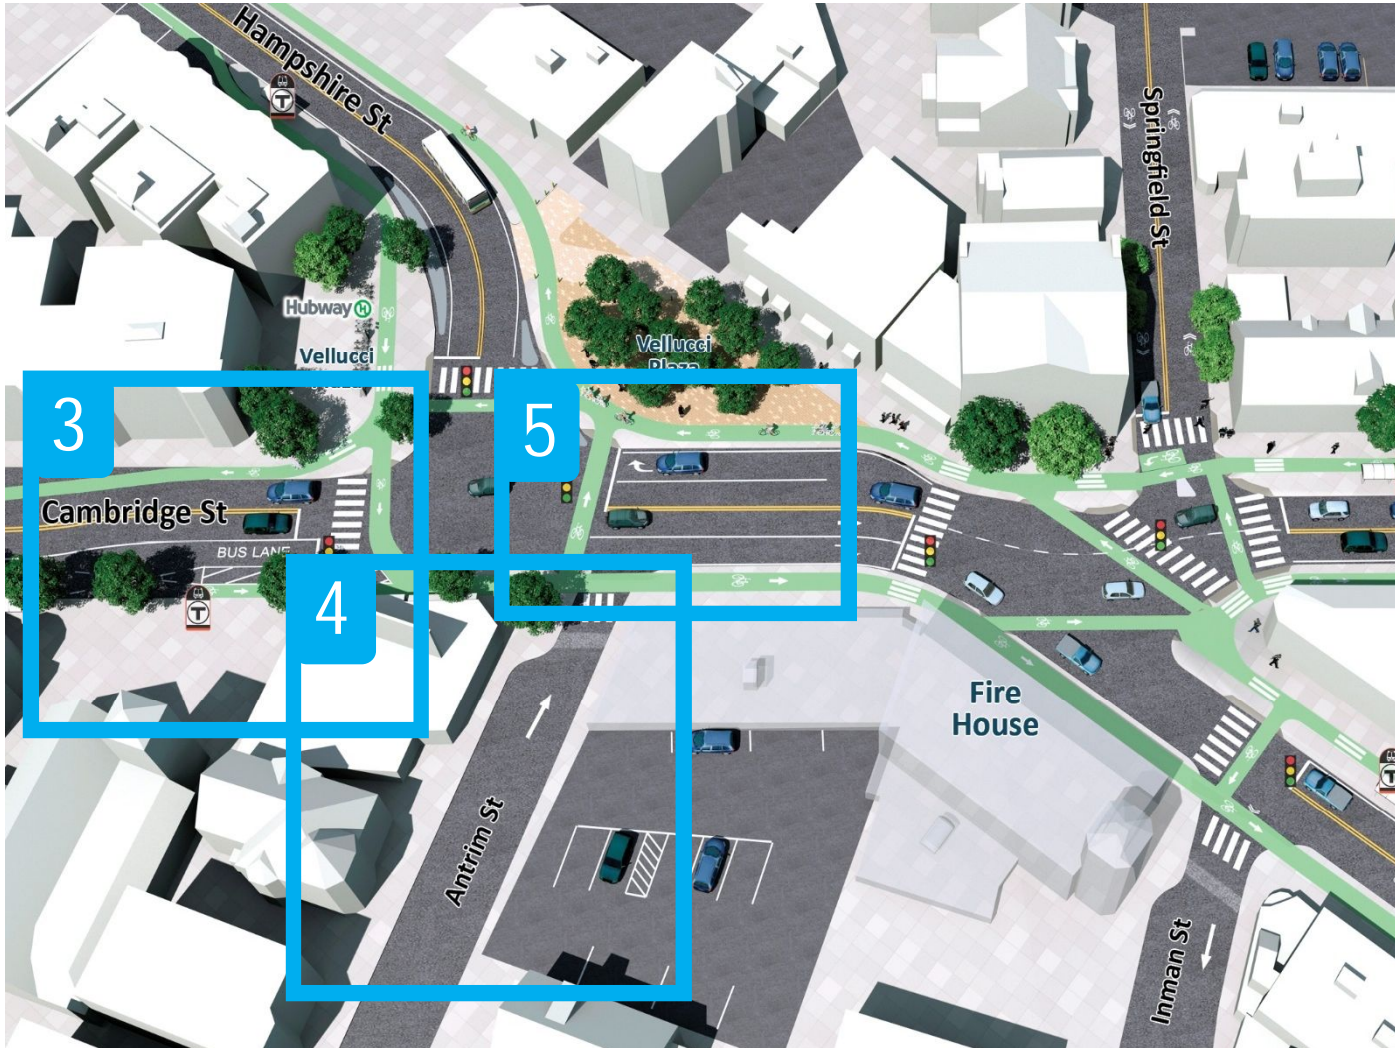 Hampshire St
Springfield St
Hubway H
Vellucci
Vellucci
Plaza
3
5
Cambridge St
BUS LANE
T
T
T
4
Fire
House
Antrim St
Inman St